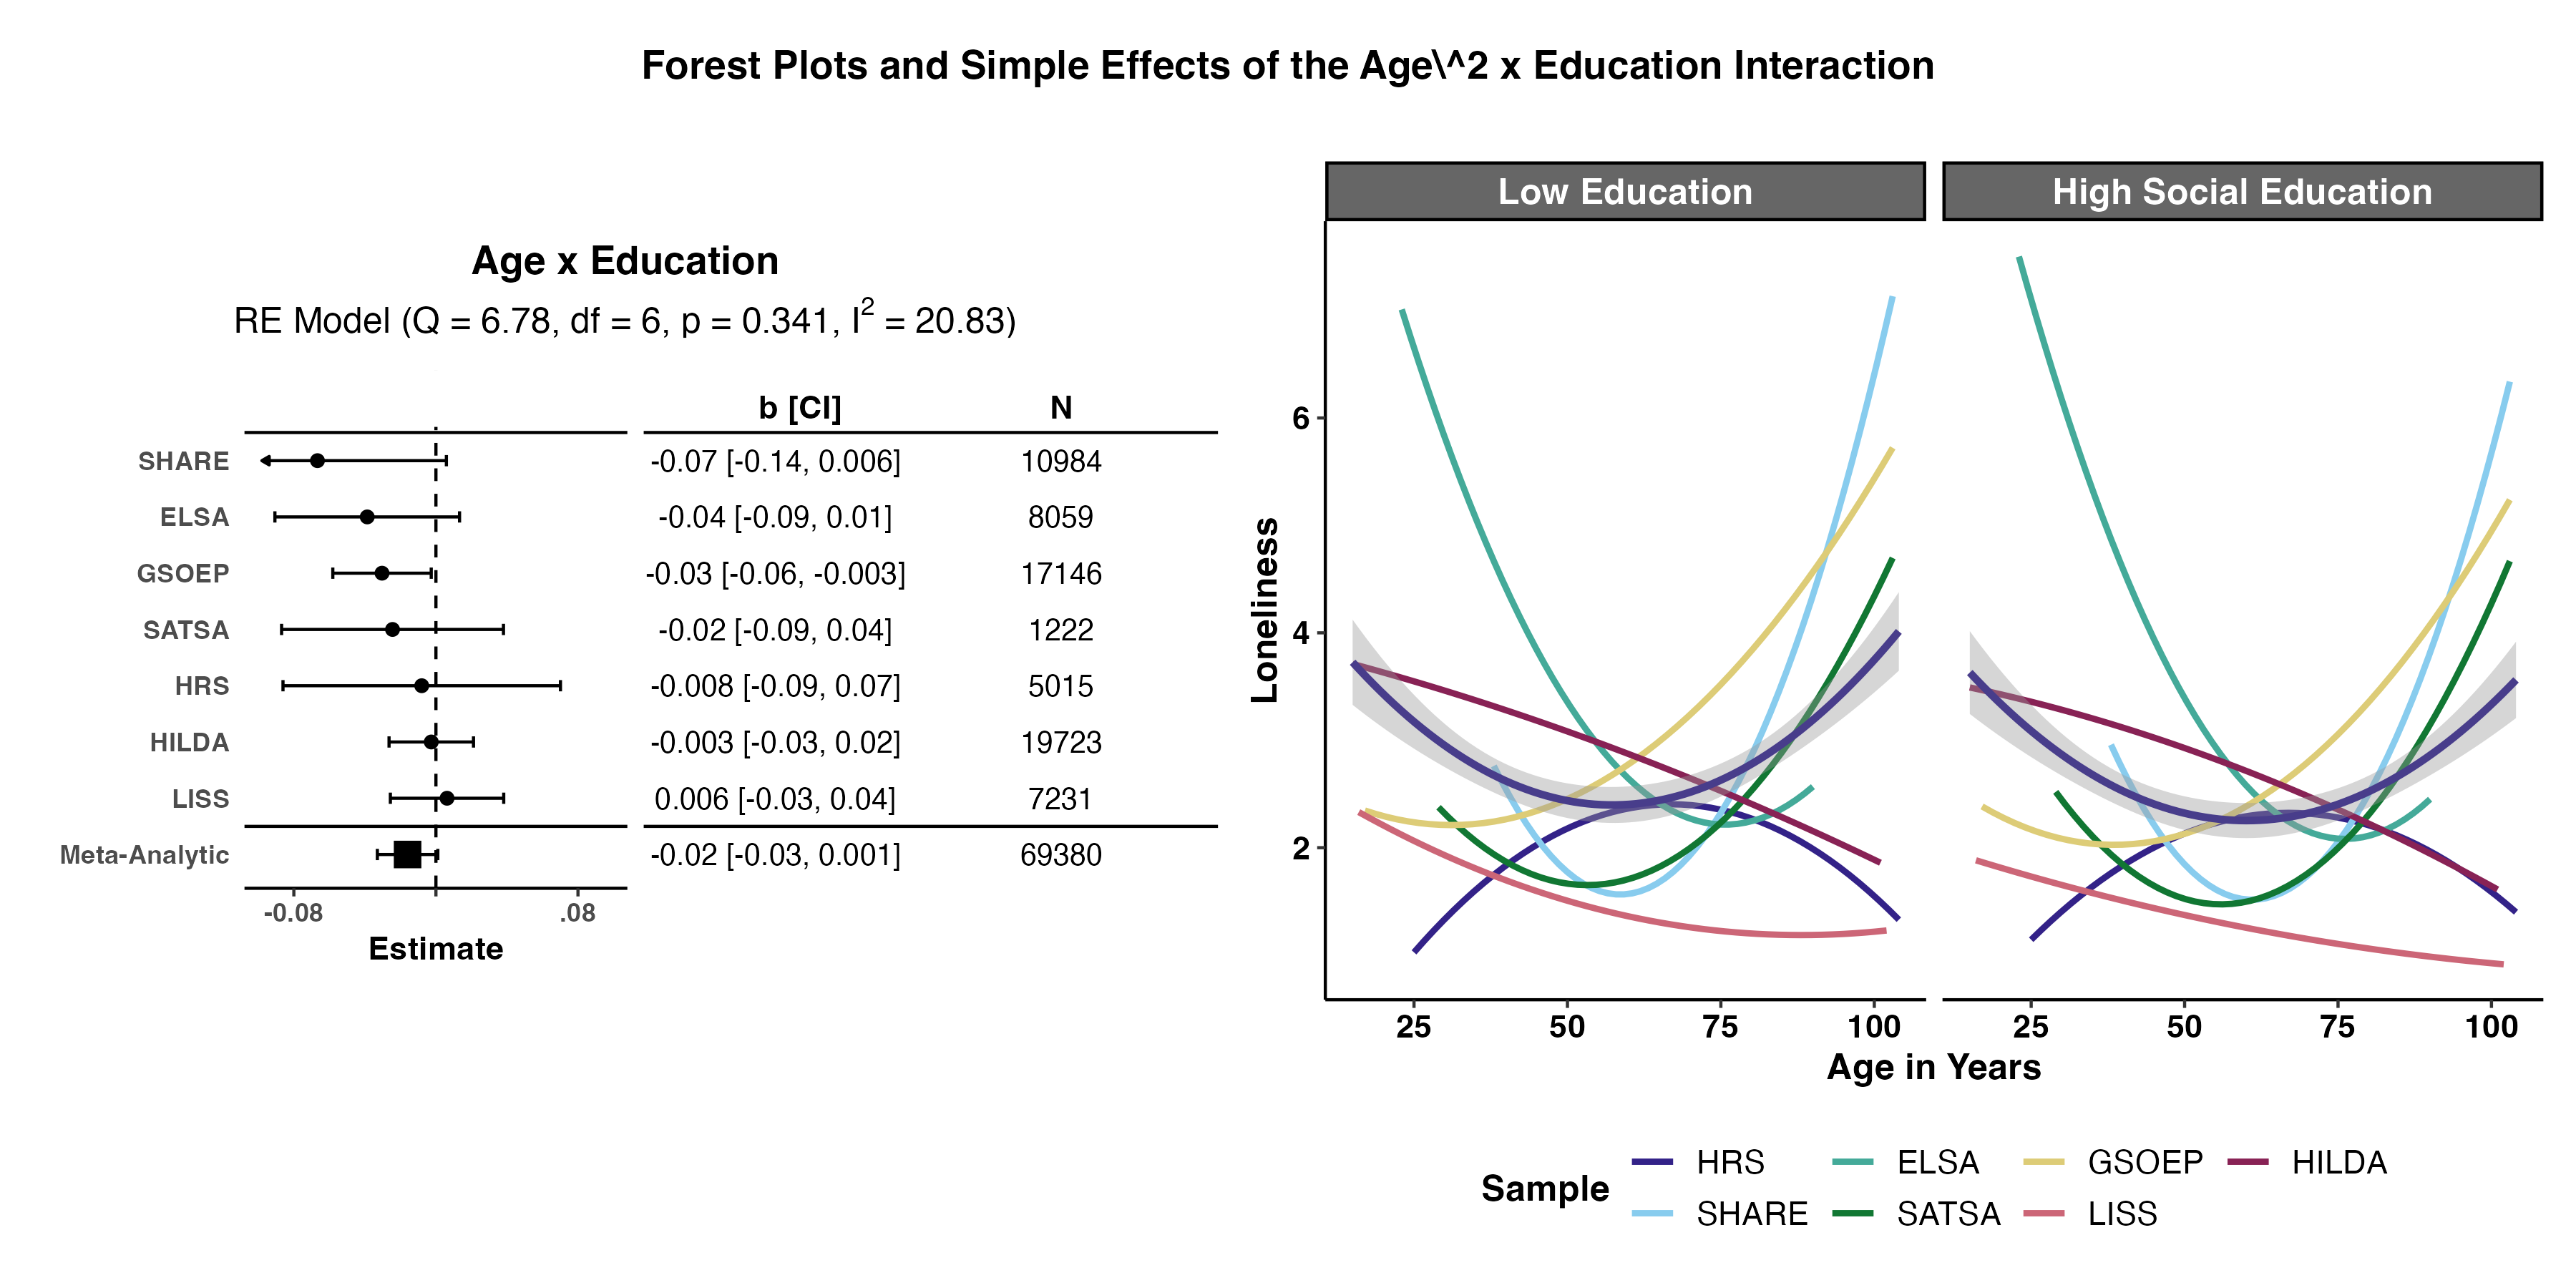 Forest Plots and Simple Effects of the Age\^2 x Education Interaction
Age x Education
RE Model (Q = 6.78, df = 6, p = 0.341, I² = 20.83)
b [CI] N
SHARE -0.07 [-0.14, 0.006] 10984
ELSA -0.04 [-0.09, 0.01] 8059
GSOEP -0.03 [-0.06, -0.003] 17146
SATSA -0.02 [-0.09, 0.04] 1222
HRS -0.008 [-0.09, 0.07] 5015
HILDA -0.003 [-0.03, 0.02] 19723
LISS 0.006 [-0.03, 0.04] 7231
Meta-Analytic -0.02 [-0.03, 0.001] 69380
-0.08 .08
Estimate
Low Education High Social Education
Loneliness
6
4
2
25 50 75 100 25 50 75 100
Age in Years
Sample
HRS ELSA GSOEP HILDA
SHARE SATSA LISS